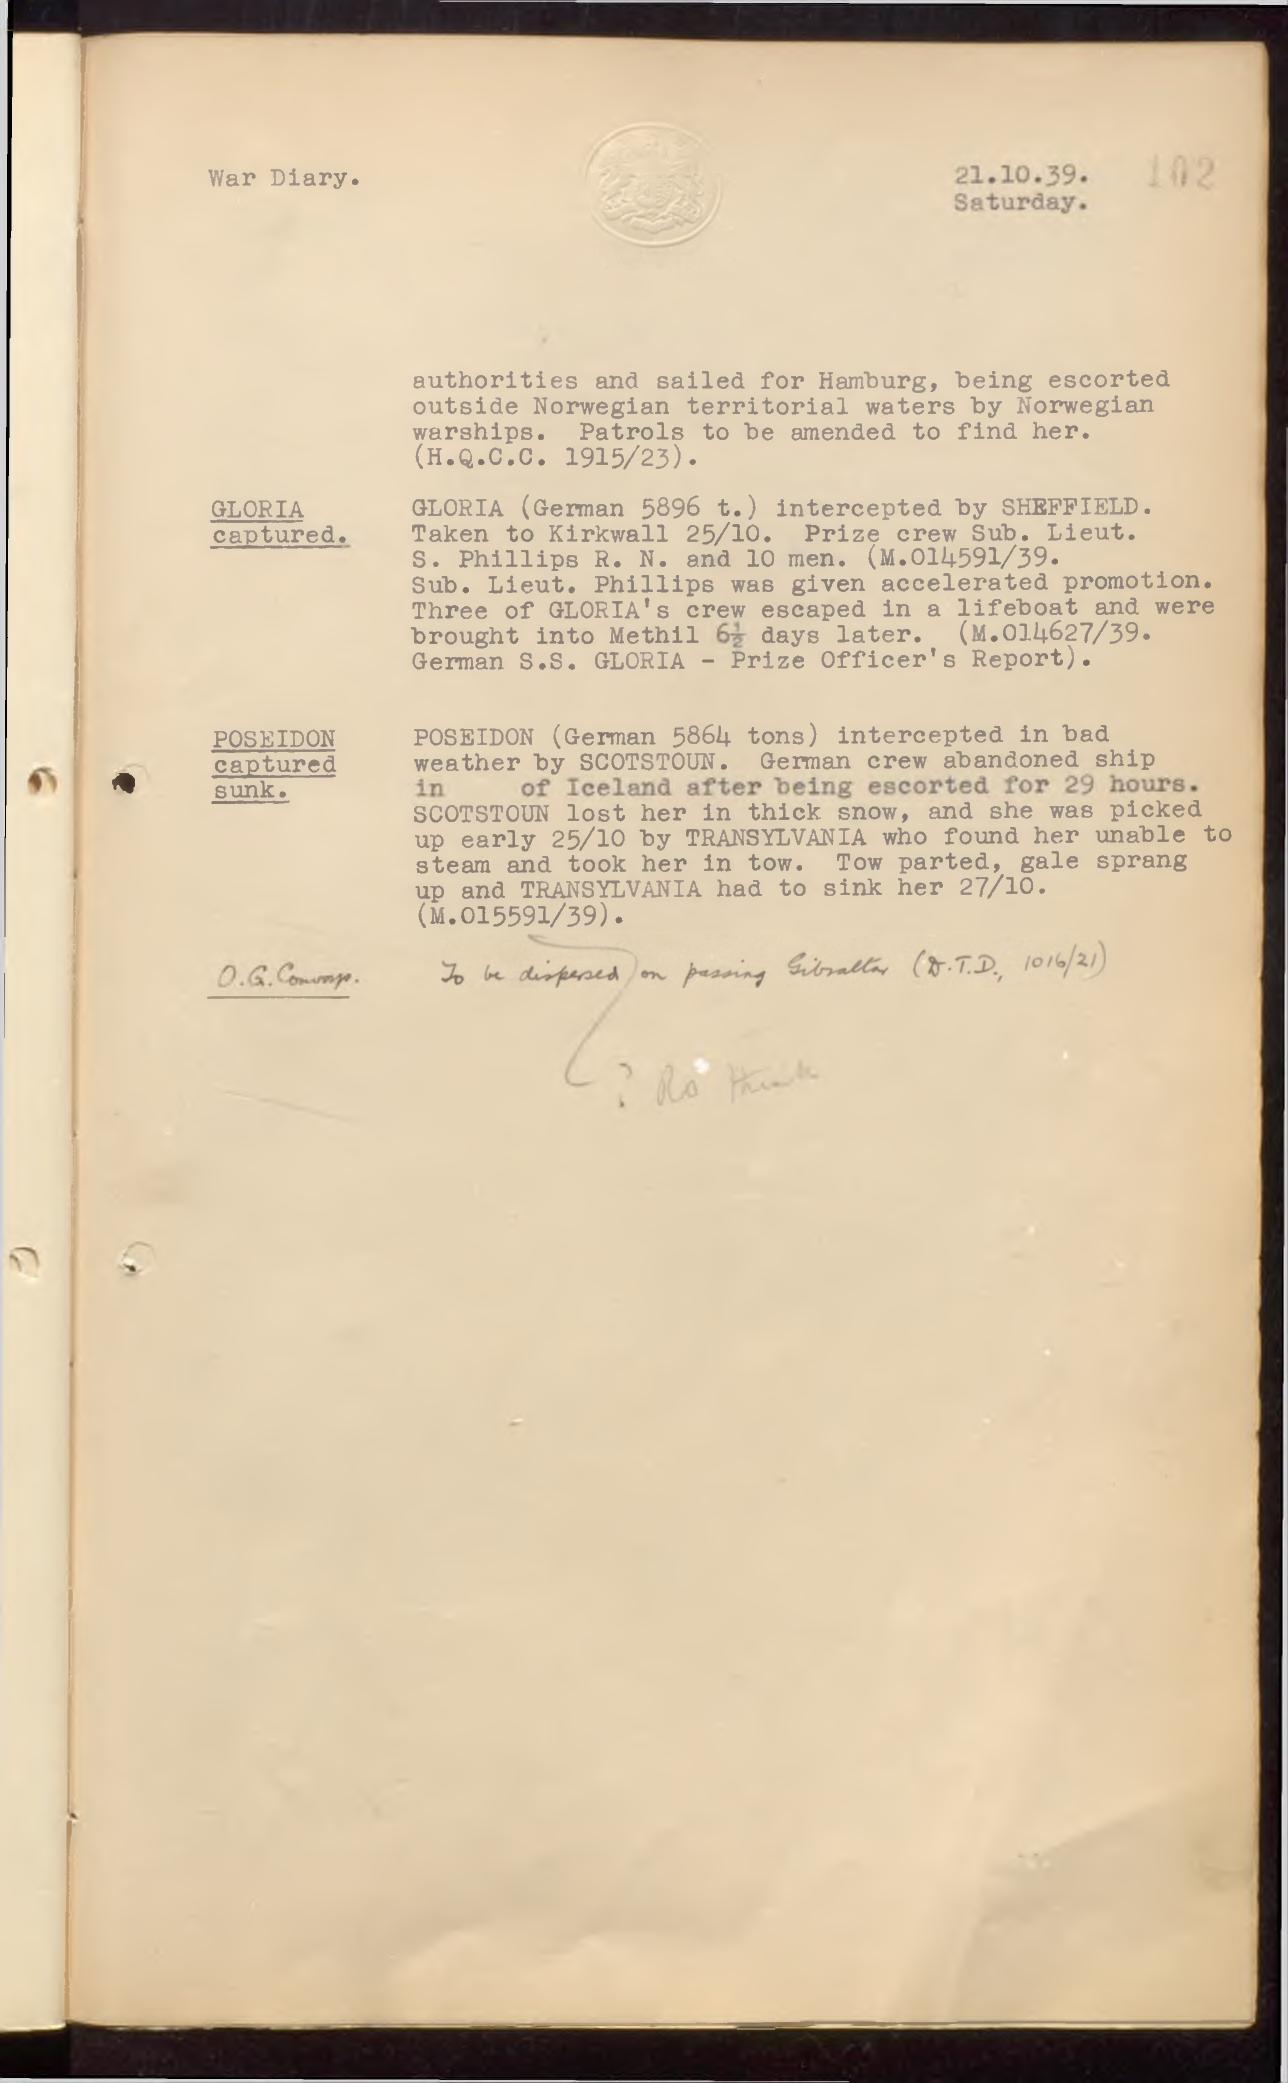 War Diary.
21.10.39.
102
Saturday.
authorities and sailed for Hamburg, being escorted
outside Norwegian territorial waters by Norwegian
warships. Patrols to be amended to find her.
(H.Q.C.C. 1915/23).
GLORIA
captured.
GLORIA (German 5896 t.) intercepted by SHEFFIELD.
Taken to Kirkwall 25/10. Prize crew Sub. Lieut.
S. Phillips R. N. and 10 men. (M.014591/39.
Sub. Lieut. Phillips was given accelerated promotion.
Three of GLORIA's crew escaped in a lifeboat and were
brought into Methil 6½ days later. (M.014627/39.
German S.S. GLORIA - Prize Officer's Report).
POSEIDON
captured
sunk.
POSEIDON (German 5864 tons) intercepted in bad
weather by SCOTSTOUN. German crew abandoned ship
in of Iceland after being escorted for 29 hours.
SCOTSTOUN lost her in thick snow, and she was picked
up early 25/10 by TRANSYLVANIA who found her unable to
steam and took her in tow. Tow parted, gale sprang
up and TRANSYLVANIA had to sink her 27/10.
(M.015591/39).
O.G. Convoys.
To be dispersed on passing Gibraltar (D.T.D., 1016/21)
?